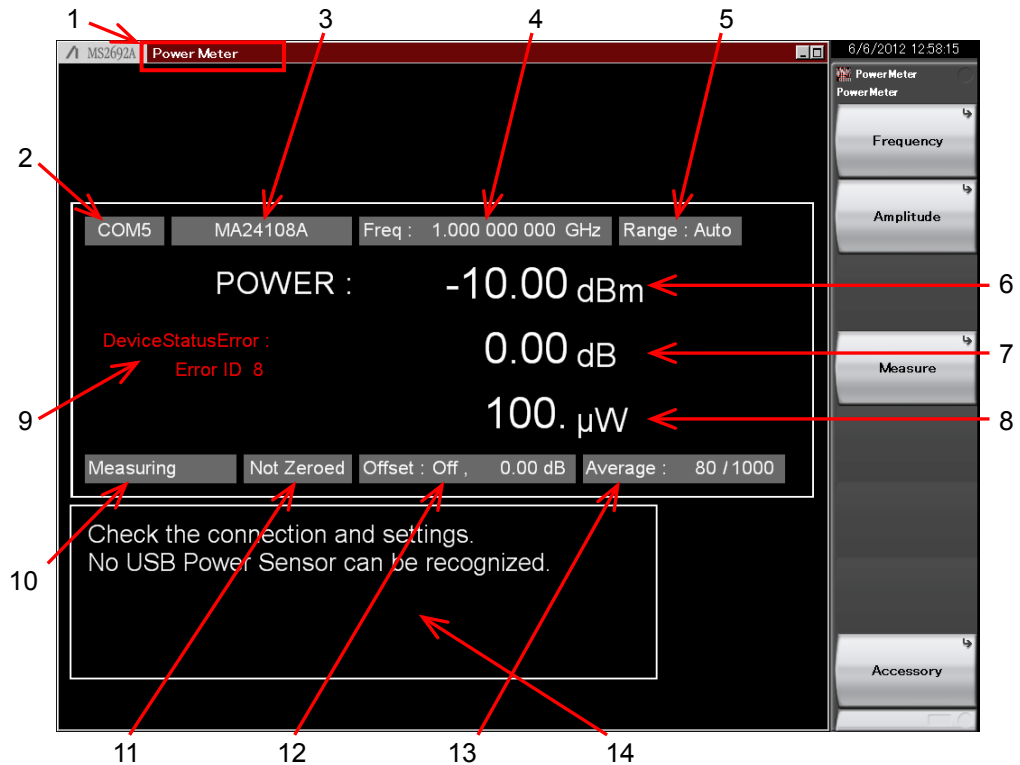 1 3 4 5
MS2692A Power Meter 6/6/2012 12:58:15
Power Meter
Power Meter
Frequency
2
Amplitude
COM5 MA24108A Freq : 1.000 000 000 GHz Range : Auto
POWER : -10.00 dBm 6
DeviceStatusError : 0.00 dB 7
Error ID 8
Measure
9 100. µW 8
Measuring Not Zeroed Offset : Off , 0.00 dB Average : 80 / 1000
Check the connection and settings.
No USB Power Sensor can be recognized.
10
Accessory
11 12 13 14